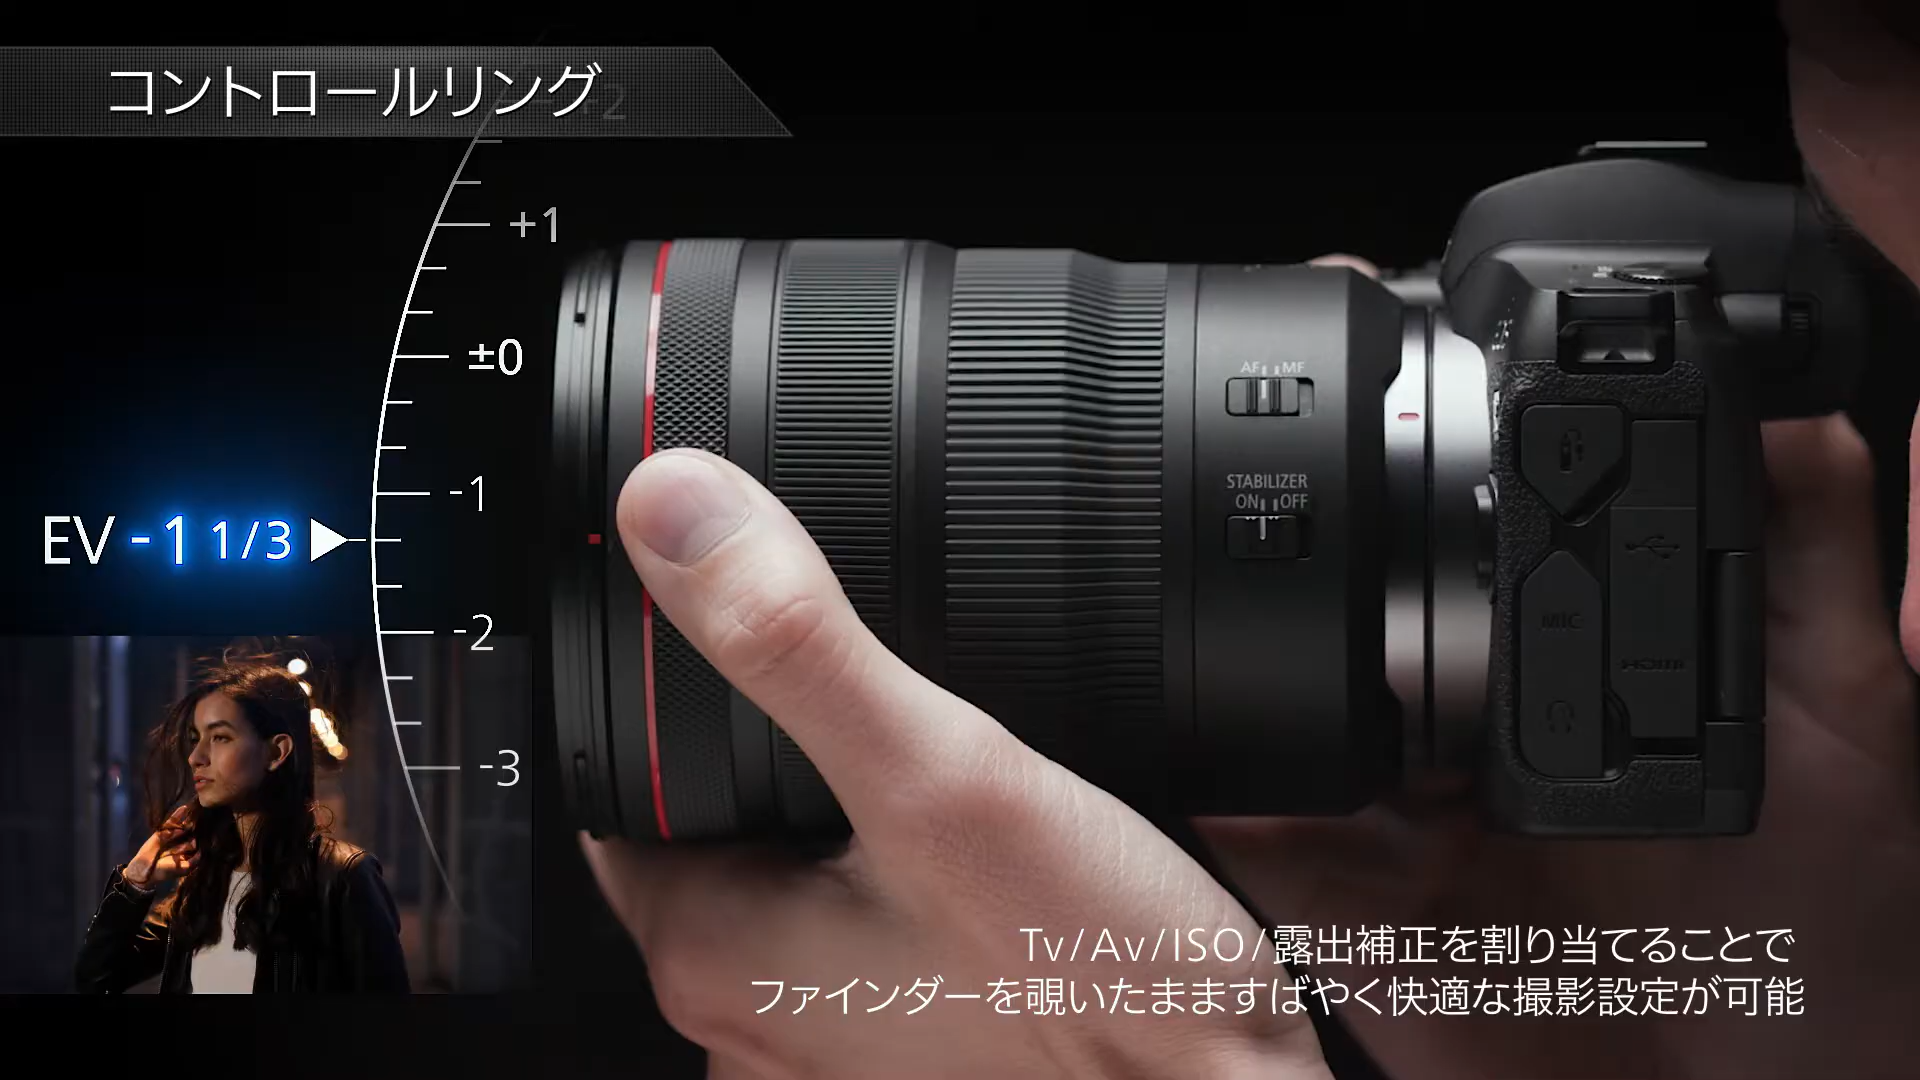 コントロールリング
+2
+1
±0
-1
EV -1 1/3
-2
-3
AF MF
STABILIZER
ON OFF
MIC
HDMI
Tv/Av/ISO/露出補正を割り当てることで
ファインダーを覗いたまますばやく快適な撮影設定が可能